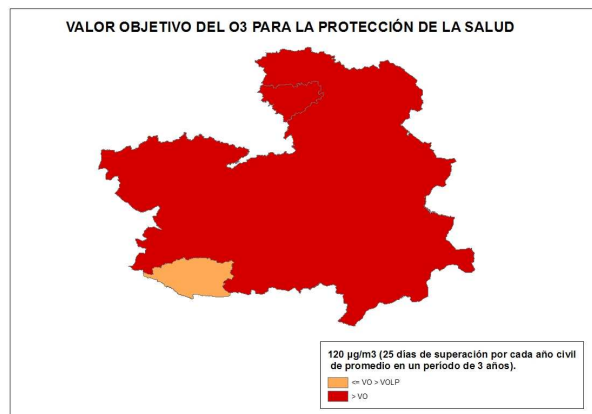 VALOR OBJETIVO DEL O3 PARA LA PROTECCIÓN DE LA SALUD
120 µg/m3 (25 días de superación por cada año civil
de promedio en un período de 3 años).
<= VO > VOLP
> VO